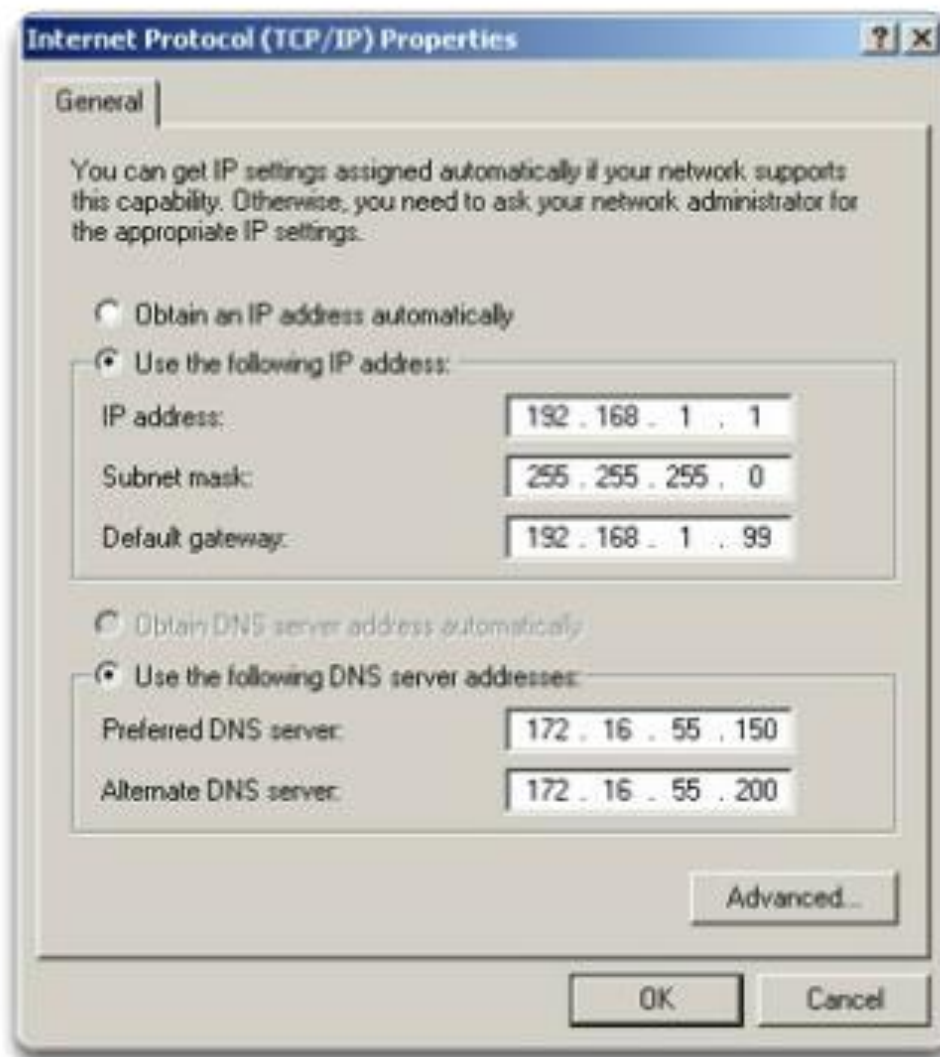 Internet Protocol (TCP/IP) Properties
General
You can get IP settings assigned automatically if your network supports
this capability. Otherwise, you need to ask your network administrator for
the appropriate IP settings.
Obtain an IP address automatically
Use the following IP address:
IP address: 192 . 168 . 1 . 1
Subnet mask: 255 . 255 . 255 . 0
Default gateway: 192 . 168 . 1 . 99
Obtain DNS server address automatically
Use the following DNS server addresses:
Preferred DNS server: 172 . 16 . 55 . 150
Alternate DNS server: 172 . 16 . 55 . 200
Advanced...
OK Cancel